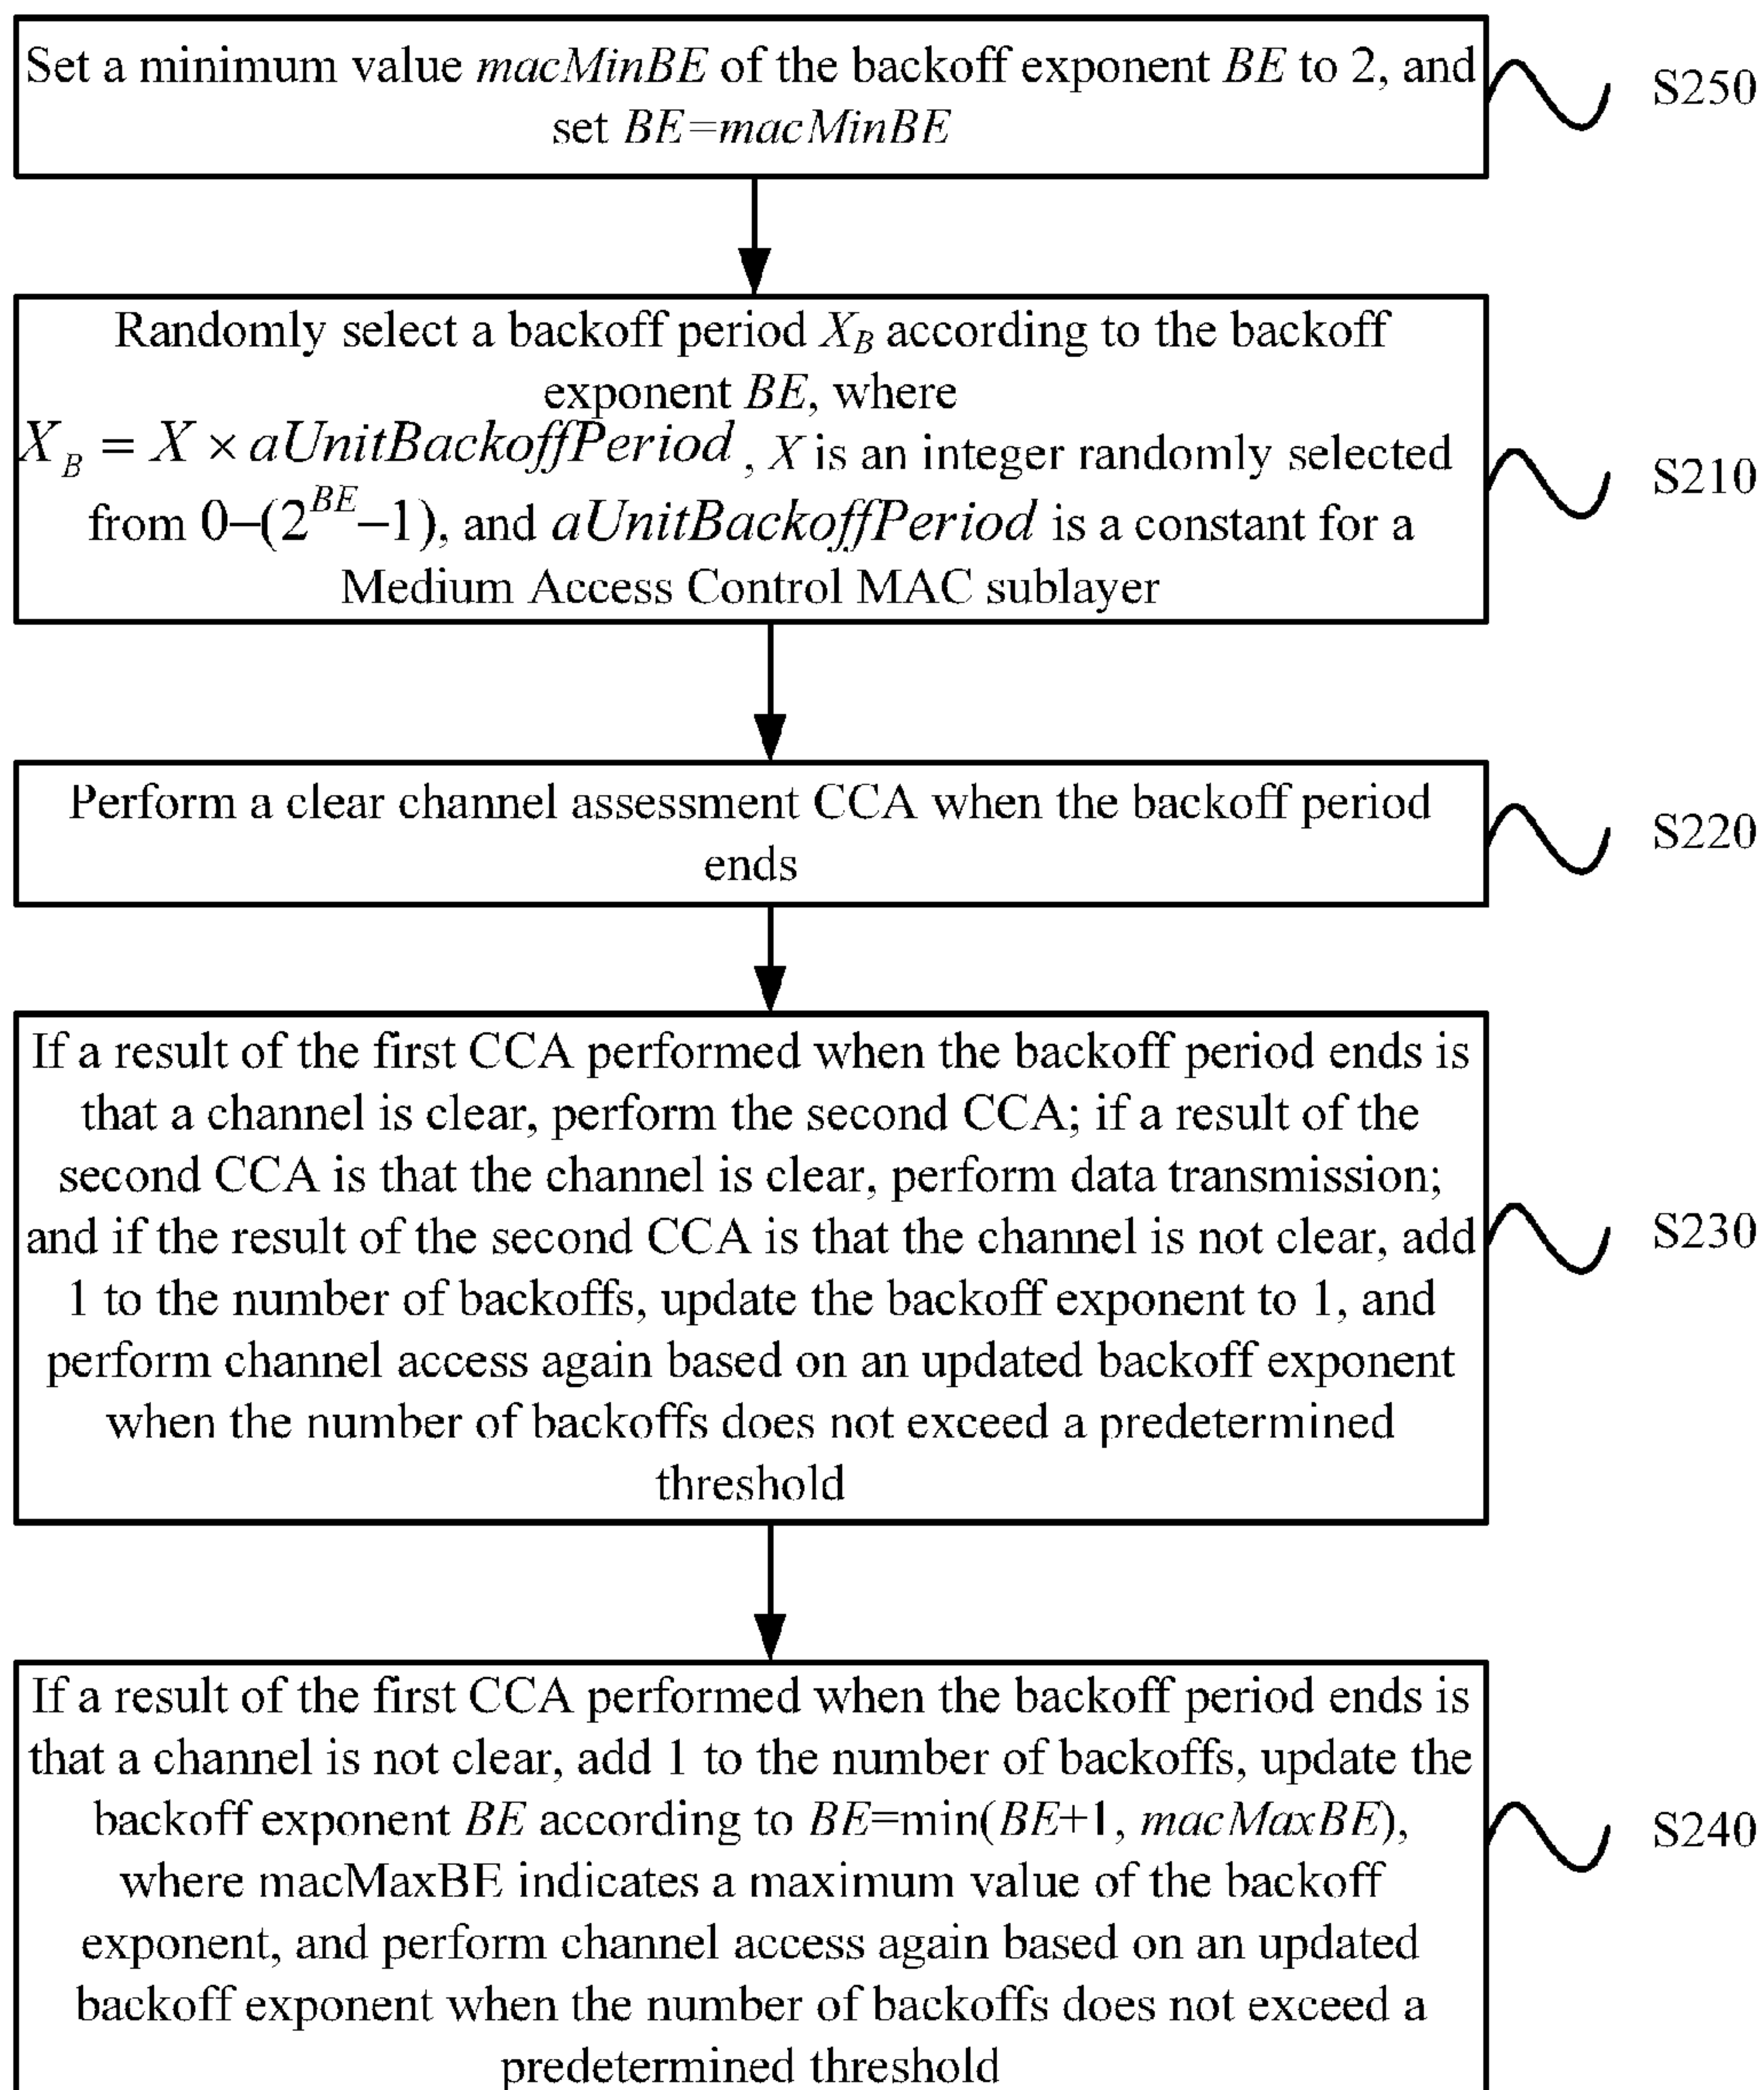 Set a minimum value macMinBE of the backoff exponent BE to 2, and
set BE=macMinBE
S250
Randomly select a backoff period X_B according to the backoff
exponent BE, where
X_B = X × aUnitBackoffPeriod , X is an integer randomly selected
from 0–(2^{BE}–1), and aUnitBackoffPeriod is a constant for a
Medium Access Control MAC sublayer
S210
Perform a clear channel assessment CCA when the backoff period
ends
S220
If a result of the first CCA performed when the backoff period ends is
that a channel is clear, perform the second CCA; if a result of the
second CCA is that the channel is clear, perform data transmission;
and if the result of the second CCA is that the channel is not clear, add
1 to the number of backoffs, update the backoff exponent to 1, and
perform channel access again based on an updated backoff exponent
when the number of backoffs does not exceed a predetermined
threshold
S230
If a result of the first CCA performed when the backoff period ends is
that a channel is not clear, add 1 to the number of backoffs, update the
backoff exponent BE according to BE=min(BE+1, macMaxBE),
where macMaxBE indicates a maximum value of the backoff
exponent, and perform channel access again based on an updated
backoff exponent when the number of backoffs does not exceed a
predetermined threshold
S240